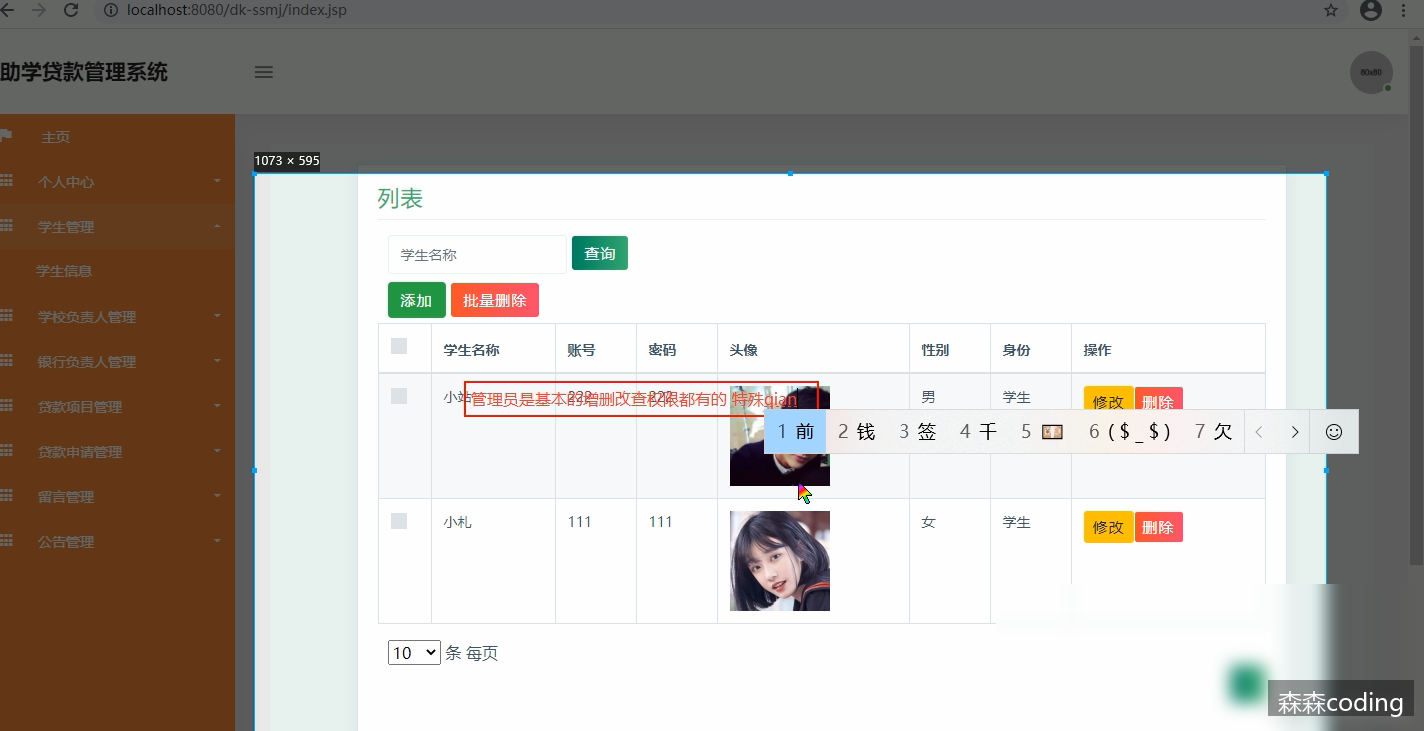 localhost:8080/dk-ssmj/index.jsp
助学贷款管理系统
80x80
主页
个人中心
学生管理
学生信息
学校负责人管理
银行负责人管理
贷款项目管理
贷款申请管理
留言管理
公告管理
1073 × 595
列表
学生名称
查询
添加 批量删除
学生名称 账号 密码 头像 性别 身份 操作
小站 222 222 男 学生 修改 删除
管理员是基本的增删改查权限都有的 特殊qian
1 前 2 钱 3 签 4 千 5 💴 6 ($_$) 7 欠
小札 111 111 女 学生 修改 删除
10 条 每页
森森coding